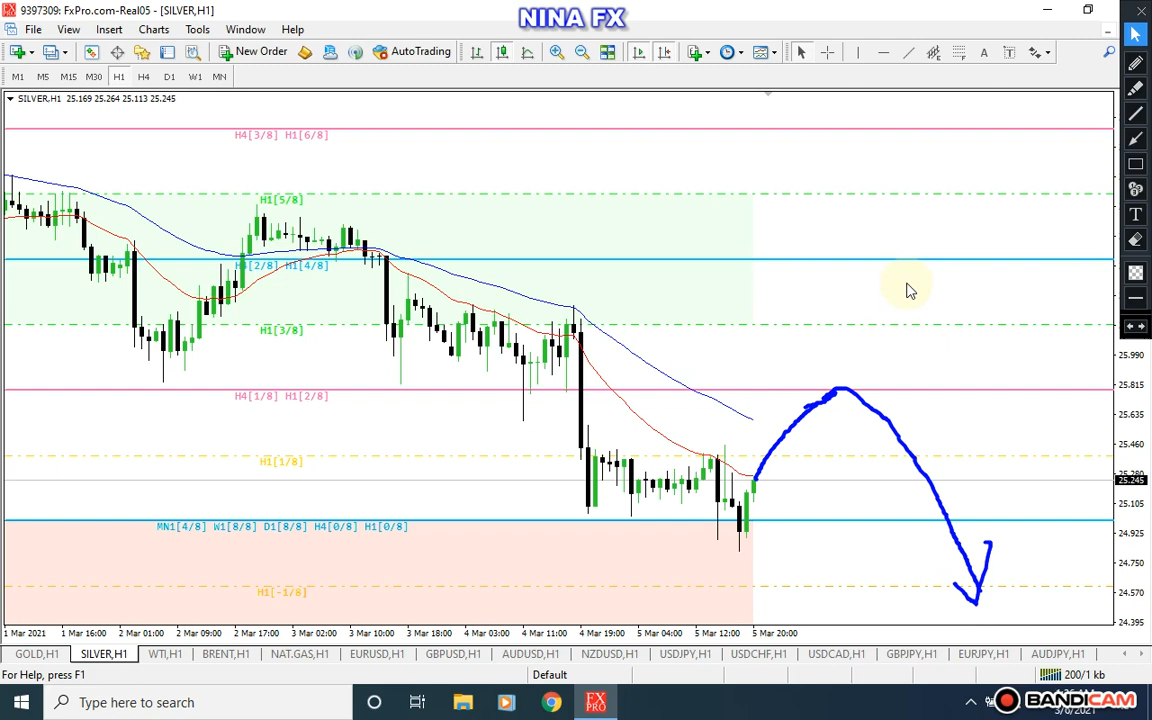 NINA FX
9397309: FxPro.com-Real05 - [SILVER,H1]
File View Insert Charts Tools Window Help
New Order AutoTrading
M1 M5 M15 M30 H1 H4 D1 W1 MN
SILVER,H1 25.169 25.264 25.113 25.245
H4[3/8] H1[6/8]
H1[5/8]
H4[2/8] H1[4/8]
H1[3/8]
25.990
25.815
H4[1/8] H1[2/8]
25.635
25.460
H1[1/8]
25.280
25.245
25.105
MN1[4/8] W1[8/8] D1[8/8] H4[0/8] H1[0/8]
24.925
24.750
H1[-1/8]
24.570
24.395
1 Mar 2021 1 Mar 16:00 2 Mar 01:00 2 Mar 09:00 2 Mar 17:00 3 Mar 02:00 3 Mar 10:00 3 Mar 18:00 4 Mar 03:00 4 Mar 11:00 4 Mar 19:00 5 Mar 04:00 5 Mar 12:00 5 Mar 20:00
GOLD,H1 SILVER,H1 WTI,H1 BRENT,H1 NAT.GAS,H1 EURUSD,H1 GBPUSD,H1 AUDUSD,H1 NZDUSD,H1 USDJPY,H1 USDCHF,H1 USDCAD,H1 GBPJPY,H1 EURJPY,H1 AUDJPY,H1
For Help, press F1 Default 200/1 kb
Type here to search
FX PRO
BANDICAM